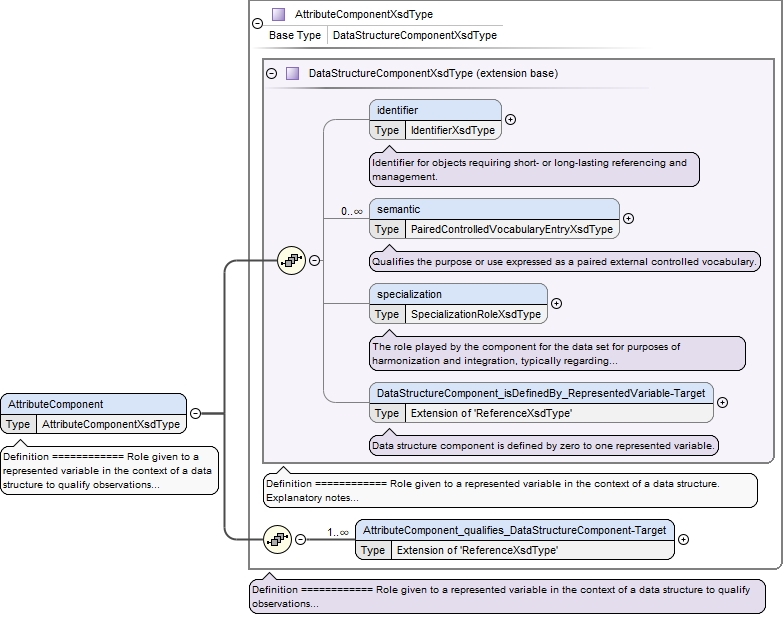 AttributeComponentXsdType
Base Type DataStructureComponentXsdType
DataStructureComponentXsdType (extension base)
identifier
Type IdentifierXsdType
Identifier for objects requiring short- or long-lasting referencing and
management.
0..∞
semantic
Type PairedControlledVocabularyEntryXsdType
Qualifies the purpose or use expressed as a paired external controlled vocabulary.
specialization
Type SpecializationRoleXsdType
The role played by the component for the data set for purposes of
harmonization and integration, typically regarding...
DataStructureComponent_isDefinedBy_RepresentedVariable-Target
Type Extension of 'ReferenceXsdType'
Data structure component is defined by zero to one represented variable.
AttributeComponent
Type AttributeComponentXsdType
Definition ============ Role given to a
represented variable in the context of a data
structure to qualify observations...
Definition ============ Role given to a represented variable in the context of a data structure.
Explanatory notes...
1..∞
AttributeComponent_qualifies_DataStructureComponent-Target
Type Extension of 'ReferenceXsdType'
Definition ============ Role given to a represented variable in the context of a data structure to qualify
observations...